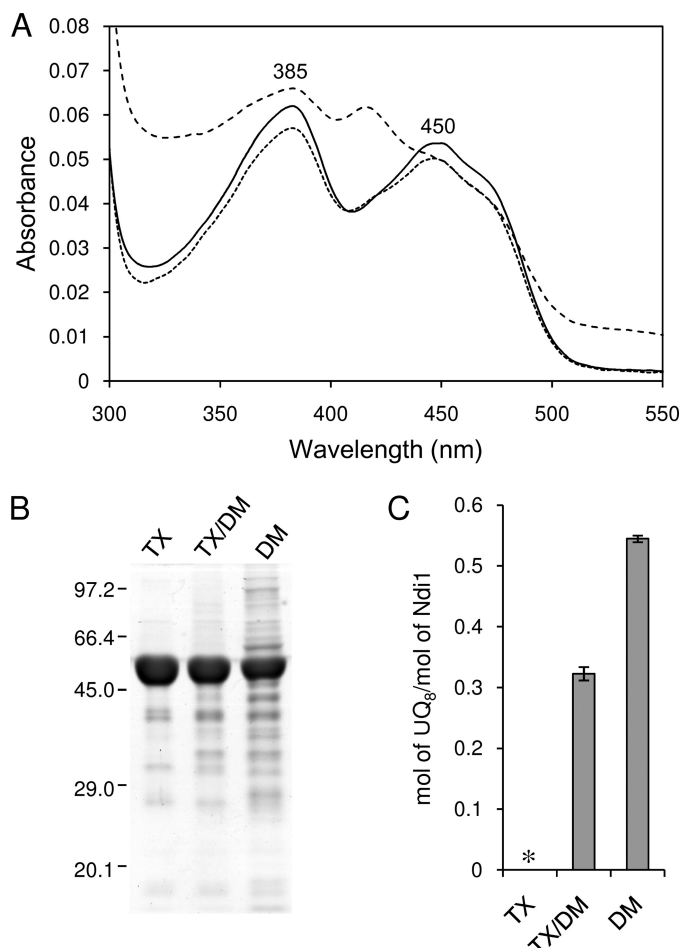 A
0.08
0.07
0.06
0.05
0.04
0.03
0.02
0.01
0
Absorbance
385
450
300 350 400 450 500 550
Wavelength (nm)
B
TX TX/DM DM
97.2
66.4
45.0
29.0
20.1
C
0.6
0.5
0.4
0.3
0.2
0.1
0
mol of UQ8/mol of Ndi1
*
TX TX/DM DM